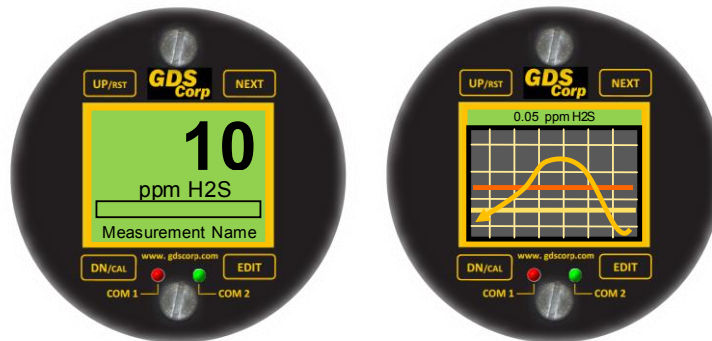 UP/RST GDS Corp NEXT
10
ppm H2S
Measurement Name
www.gdscorp.com
DN/CAL EDIT
COM 1 COM 2
UP/RST GDS Corp NEXT
0.05 ppm H2S
www.gdscorp.com
DN/CAL EDIT
COM 1 COM 2